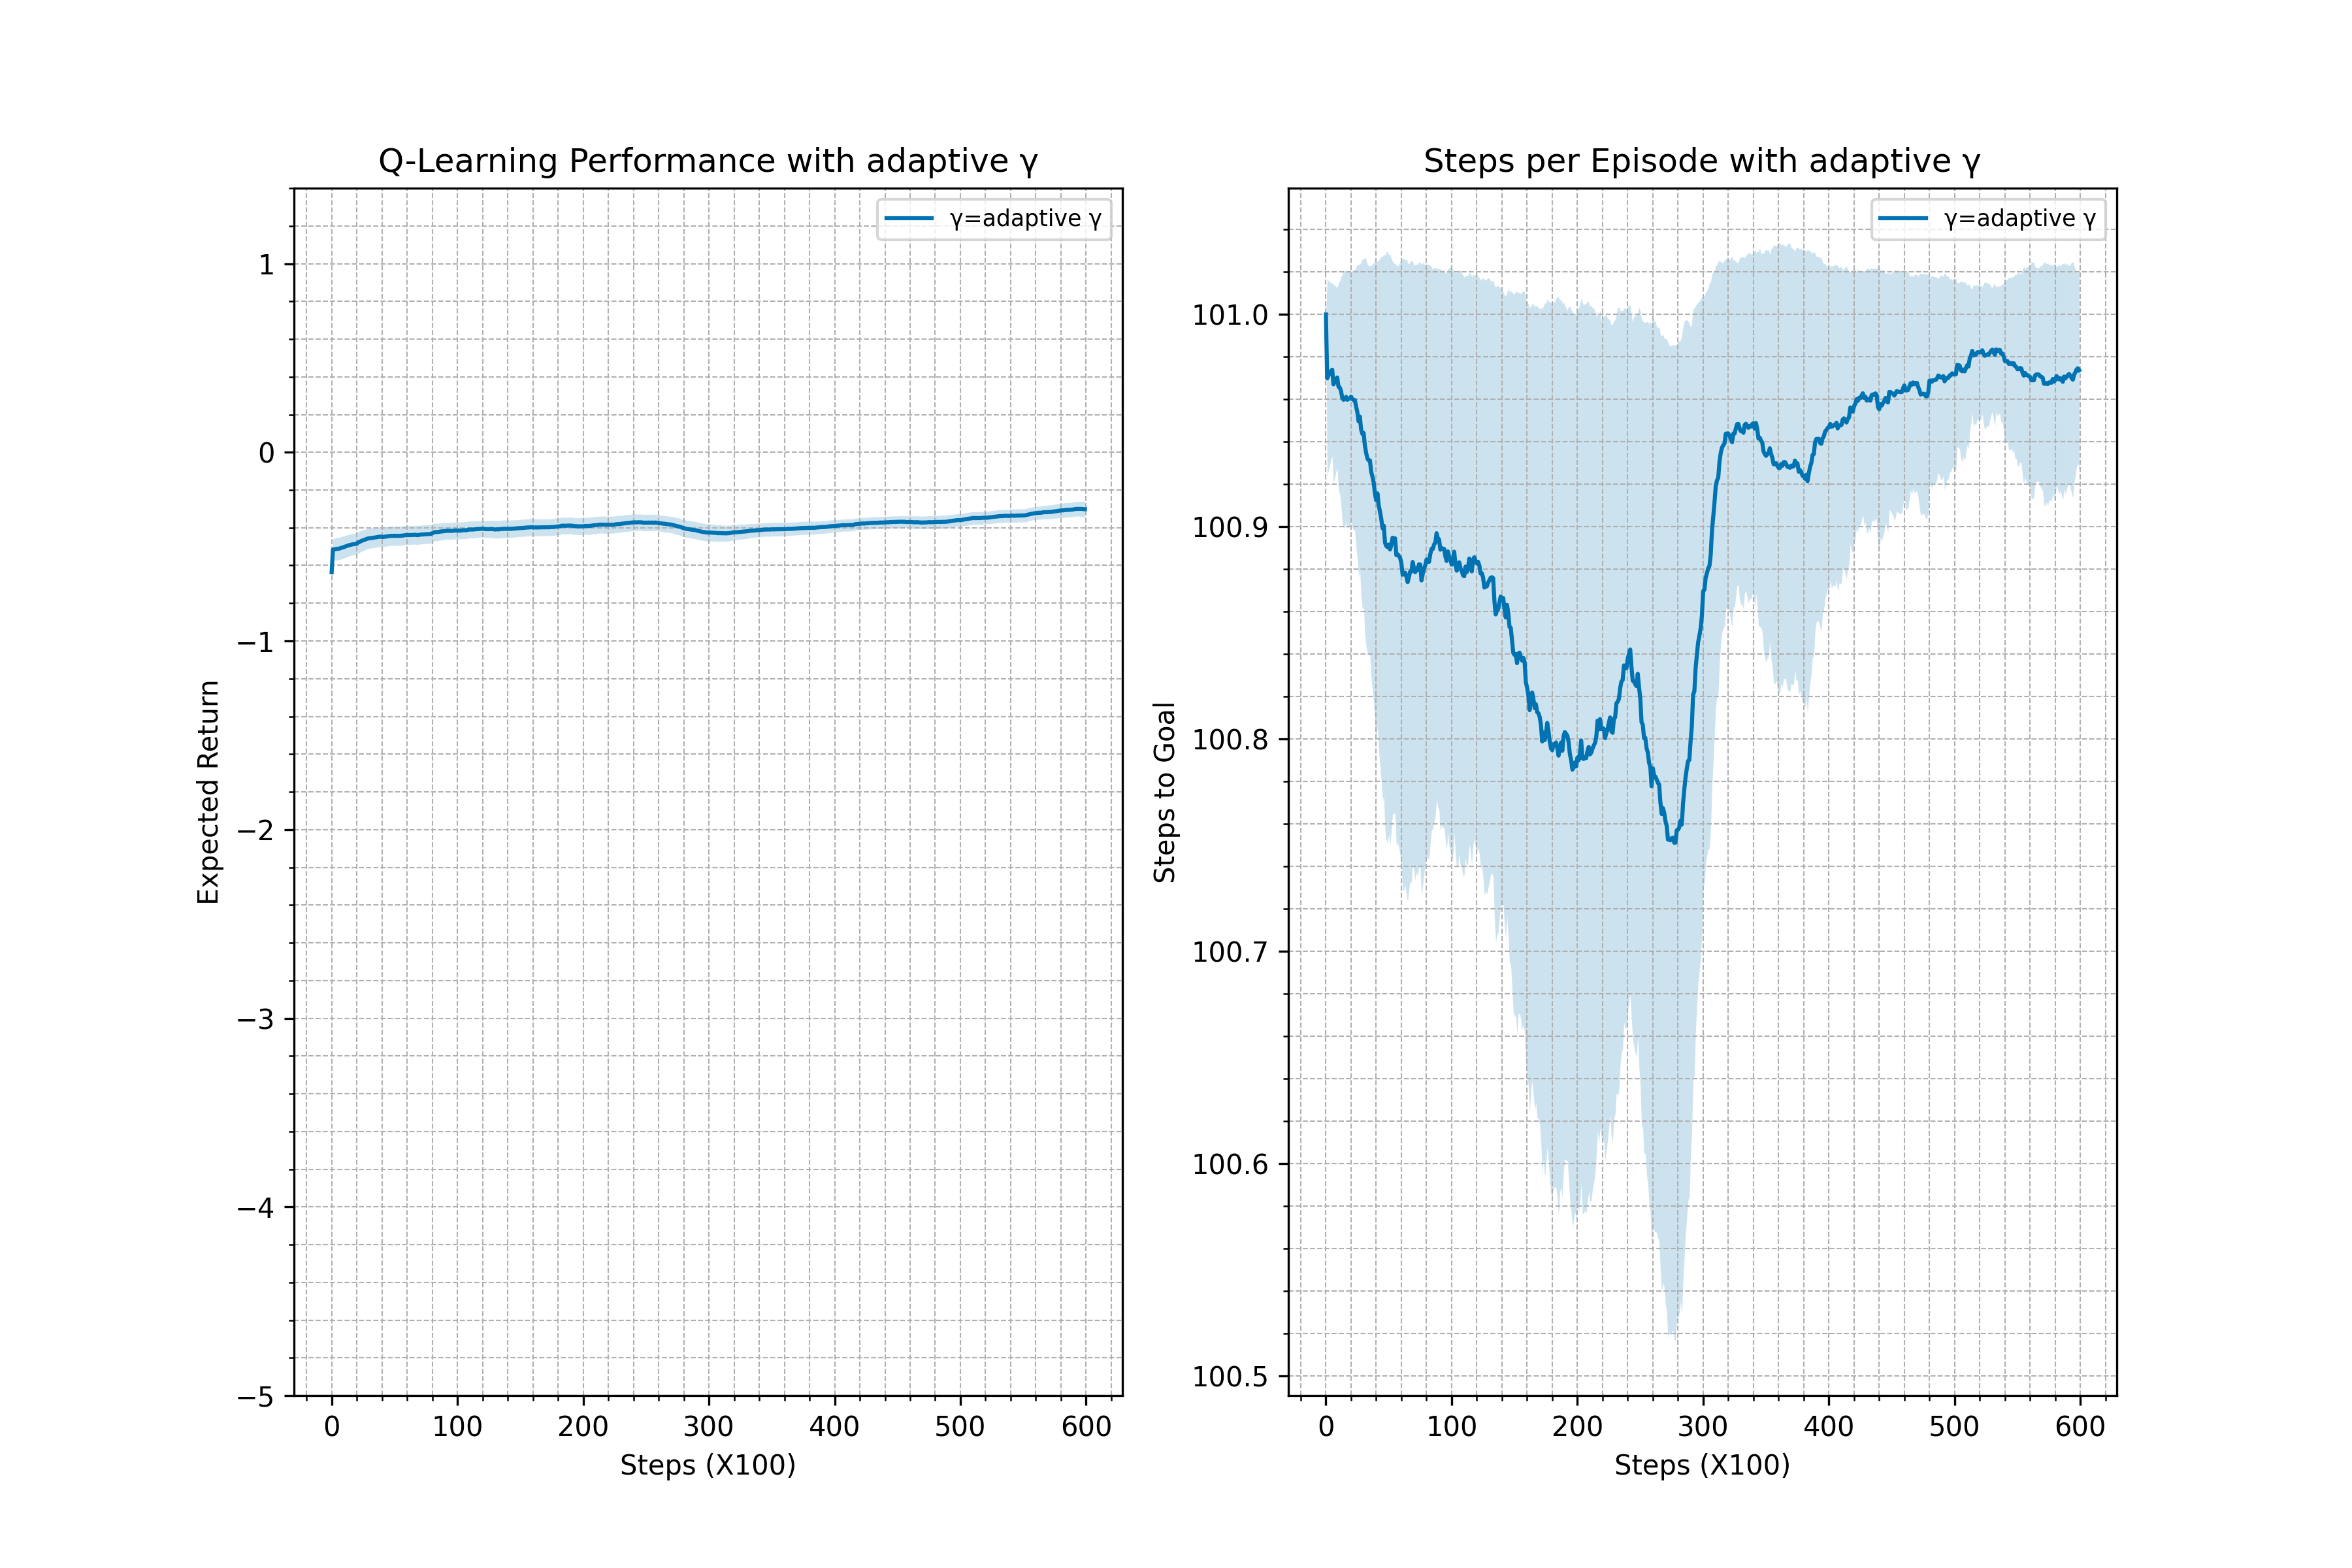 Q-Learning Performance with adaptive γ
γ=adaptive γ
1
0
−1
−2
−3
−4
−5
Expected Return
0 100 200 300 400 500 600
Steps (X100)
Steps per Episode with adaptive γ
γ=adaptive γ
101.0
100.9
100.8
100.7
100.6
100.5
Steps to Goal
0 100 200 300 400 500 600
Steps (X100)